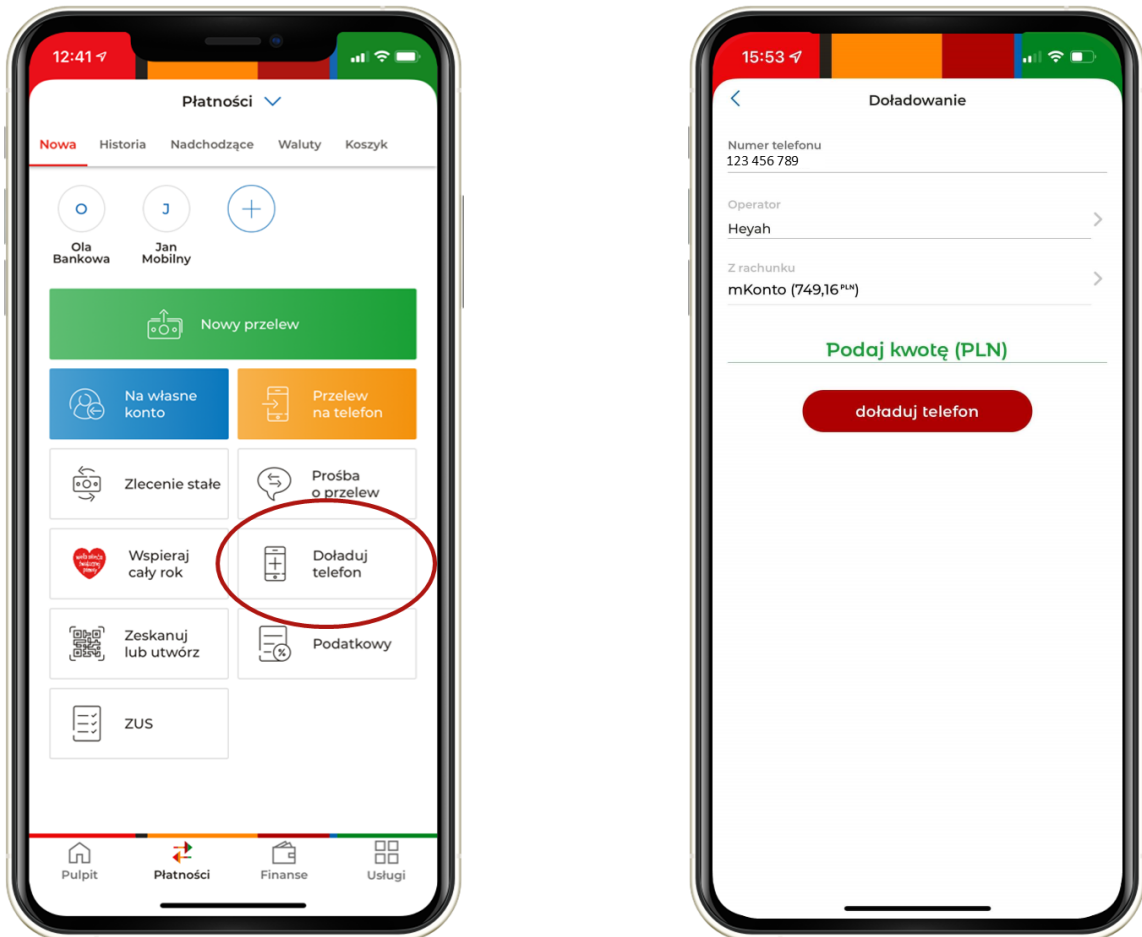 12:41
Płatności
Nowa Historia Nadchodzące Waluty Koszyk
O J
Ola Jan
Bankowa Mobilny
Nowy przelew
Na własne
konto
Przelew
na telefon
Zlecenie stałe
Prośba
o przelew
Wspieraj
cały rok
Doładuj
telefon
Zeskanuj
lub utwórz
Podatkowy
ZUS
Pulpit Płatności Finanse Usługi
15:53
Doładowanie
Numer telefonu
123 456 789
Operator
Heyah
Z rachunku
mKonto (749,16 PLN)
Podaj kwotę (PLN)
doładuj telefon